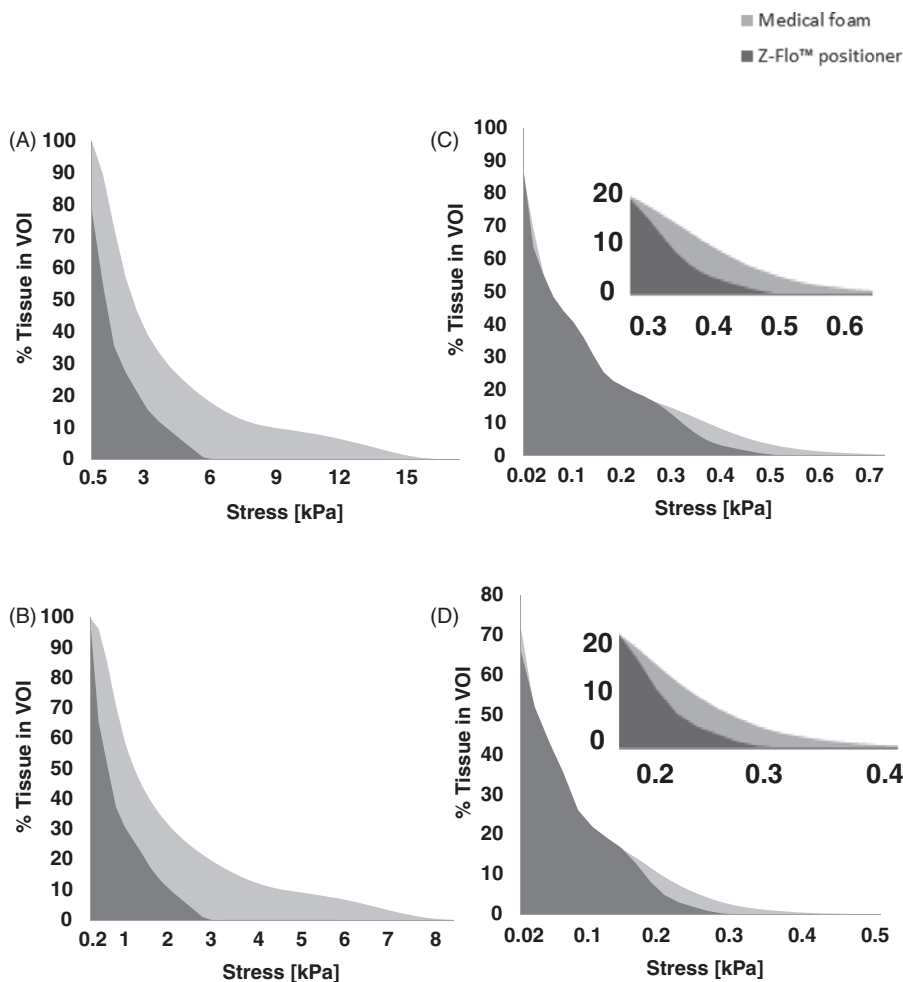 Medical foam
Z-Flo™ positioner
(A)
% Tissue in VOI
100
90
80
70
60
50
40
30
20
10
0
0.5 3 6 9 12 15
Stress [kPa]
(C)
% Tissue in VOI
100
90
80
70
60
50
40
30
20
10
0
0.02 0.1 0.2 0.3 0.4 0.5 0.6 0.7
Stress [kPa]
20
10
0
0.3 0.4 0.5 0.6
(B)
% Tissue in VOI
100
90
80
70
60
50
40
30
20
10
0
0.2 1 2 3 4 5 6 7 8
Stress [kPa]
(D)
% Tissue in VOI
80
70
60
50
40
30
20
10
0
0.02 0.1 0.2 0.3 0.4 0.5
Stress [kPa]
20
10
0
0.2 0.3 0.4